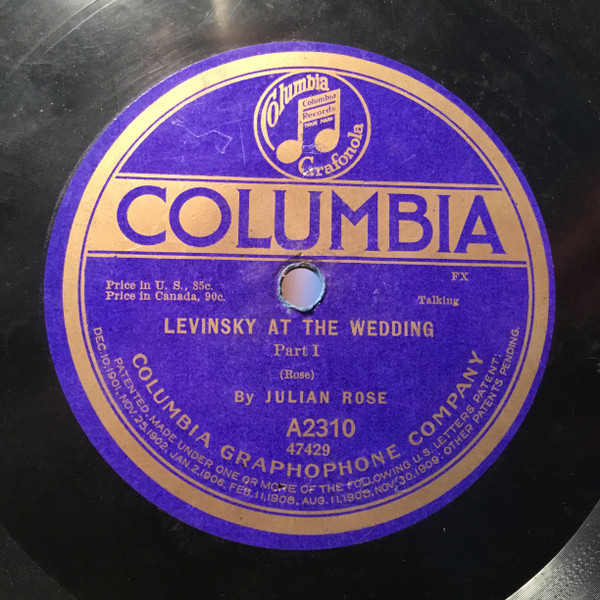 Columbia
Columbia
Records
TRADE MARK
Grafonola
COLUMBIA
Price in U. S., 85c.
Price in Canada, 90c.
FX
Talking
LEVINSKY AT THE WEDDING
Part I
(Rose)
By JULIAN ROSE
A2310
47429
COLUMBIA GRAPHOPHONE COMPANY
PATENTED. MADE UNDER ONE OR MORE OF THE FOLLOWING U.S. LETTERS PATENT:
DEC.10,1901, NOV.25,1902, JAN.2,1906, FEB.11,1908, AUG.11,1908, NOV.30,1909, OTHER PATENTS PENDING.